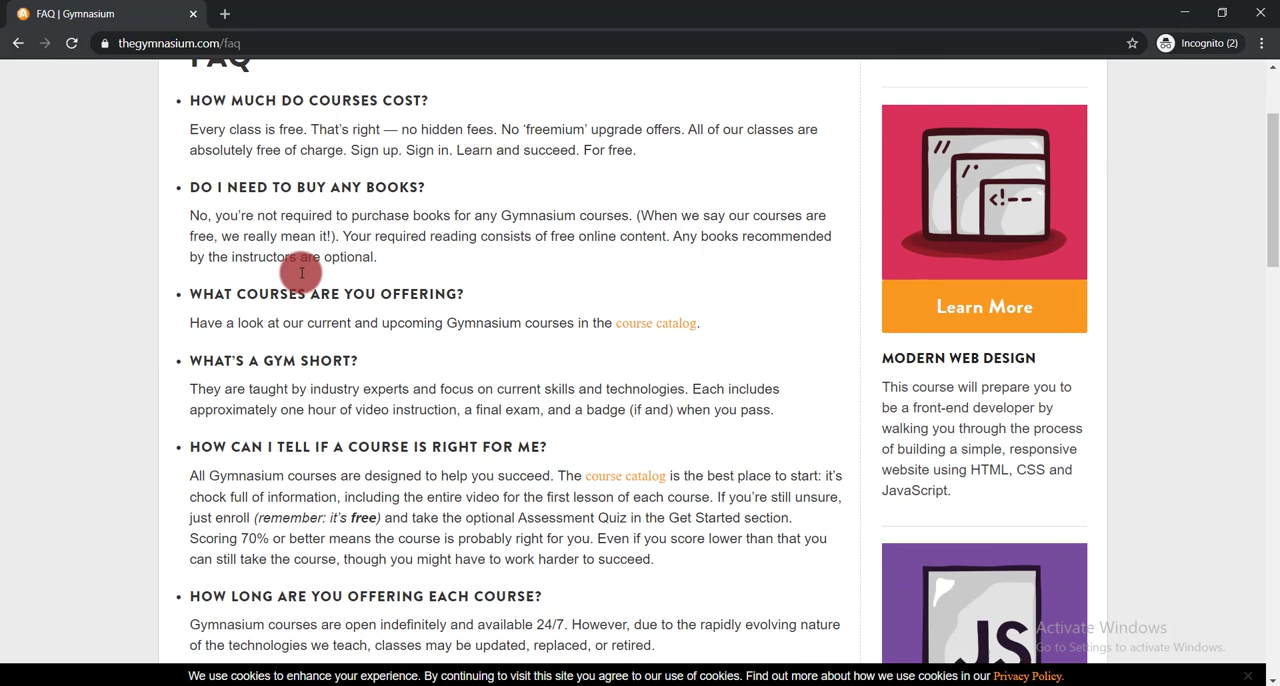 FAQ | Gymnasium
thegymnasium.com/faq
Incognito (2)
FAQ
• HOW MUCH DO COURSES COST?
Every class is free. That's right — no hidden fees. No 'freemium' upgrade offers. All of our classes are
absolutely free of charge. Sign up. Sign in. Learn and succeed. For free.
• DO I NEED TO BUY ANY BOOKS?
No, you're not required to purchase books for any Gymnasium courses. (When we say our courses are
free, we really mean it!). Your required reading consists of free online content. Any books recommended
by the instructors are optional.
• WHAT COURSES ARE YOU OFFERING?
Have a look at our current and upcoming Gymnasium courses in the course catalog.
• WHAT'S A GYM SHORT?
They are taught by industry experts and focus on current skills and technologies. Each includes
approximately one hour of video instruction, a final exam, and a badge (if and) when you pass.
• HOW CAN I TELL IF A COURSE IS RIGHT FOR ME?
All Gymnasium courses are designed to help you succeed. The course catalog is the best place to start: it's
chock full of information, including the entire video for the first lesson of each course. If you're still unsure,
just enroll (remember: it's free) and take the optional Assessment Quiz in the Get Started section.
Scoring 70% or better means the course is probably right for you. Even if you score lower than that you
can still take the course, though you might have to work harder to succeed.
• HOW LONG ARE YOU OFFERING EACH COURSE?
Gymnasium courses are open indefinitely and available 24/7. However, due to the rapidly evolving nature
of the technologies we teach, classes may be updated, replaced, or retired.
//
/*
<!--
Learn More
MODERN WEB DESIGN
This course will prepare you to
be a front-end developer by
walking you through the process
of building a simple, responsive
website using HTML, CSS and
JavaScript.
JS
Activate Windows
Go to Settings to activate Windows.
We use cookies to enhance your experience. By continuing to visit this site you agree to our use of cookies. Find out more about how we use cookies in our Privacy Policy.